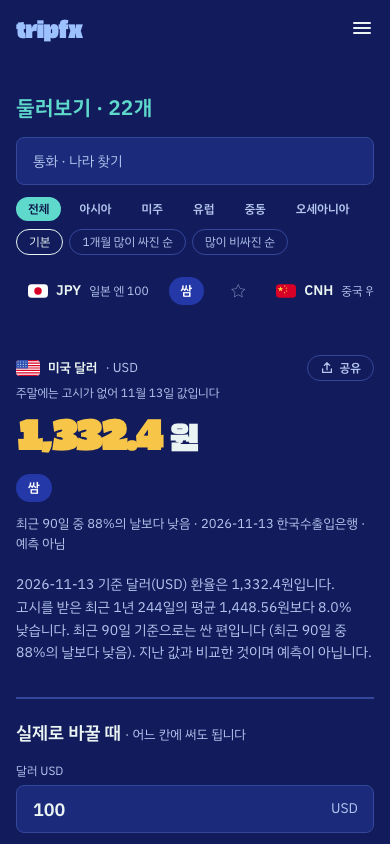 tripfx
둘러보기 · 22개
통화 · 나라 찾기
전체 아시아 미주 유럽 중동 오세아니아
기본 1개월 많이 싸진 순 많이 비싸진 순
JPY 일본 엔 100 쌈 CNH 중국 위
미국 달러 · USD 공유
주말에는 고시가 없어 11월 13일 값입니다
1,332.4 원
쌈
최근 90일 중 88%의 날보다 낮음 · 2026-11-13 한국수출입은행 ·
예측 아님
2026-11-13 기준 달러(USD) 환율은 1,332.4원입니다.
고시를 받은 최근 1년 244일의 평균 1,448.56원보다 8.0%
낮습니다. 최근 90일 기준으로는 싼 편입니다 (최근 90일 중
88%의 날보다 낮음). 지난 값과 비교한 것이며 예측이 아닙니다.
실제로 바꿀 때 · 어느 칸에 써도 됩니다
달러 USD
100 USD